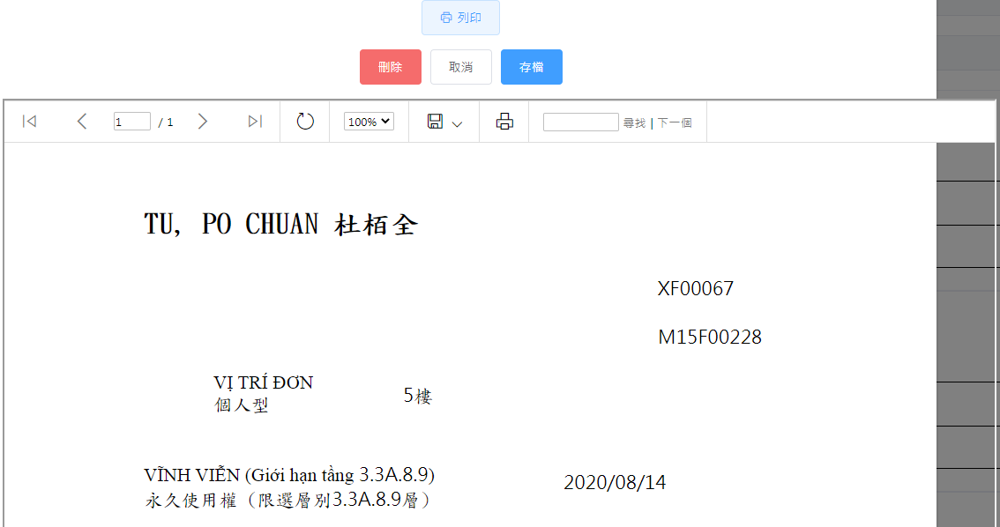 列印
刪除 取消 存檔
1 / 1 100% 尋找 | 下一個
TU, PO CHUAN 杜栢全
XF00067
M15F00228
VỊ TRÍ ĐƠN
個人型
5樓
VĨNH VIỄN (Giới hạn tầng 3.3A.8.9)
永久使用權（限選層別3.3A.8.9層）
2020/08/14